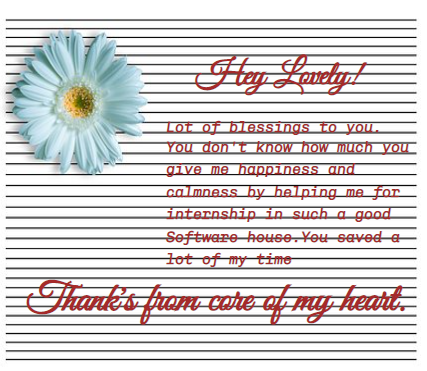 Hey Lovely!
Lot of blessings to you.
You don't know how much you
give me happiness and
calmness by helping me for
internship in such a good
Software house.You saved a
lot of my time
Thank's from core of my heart.